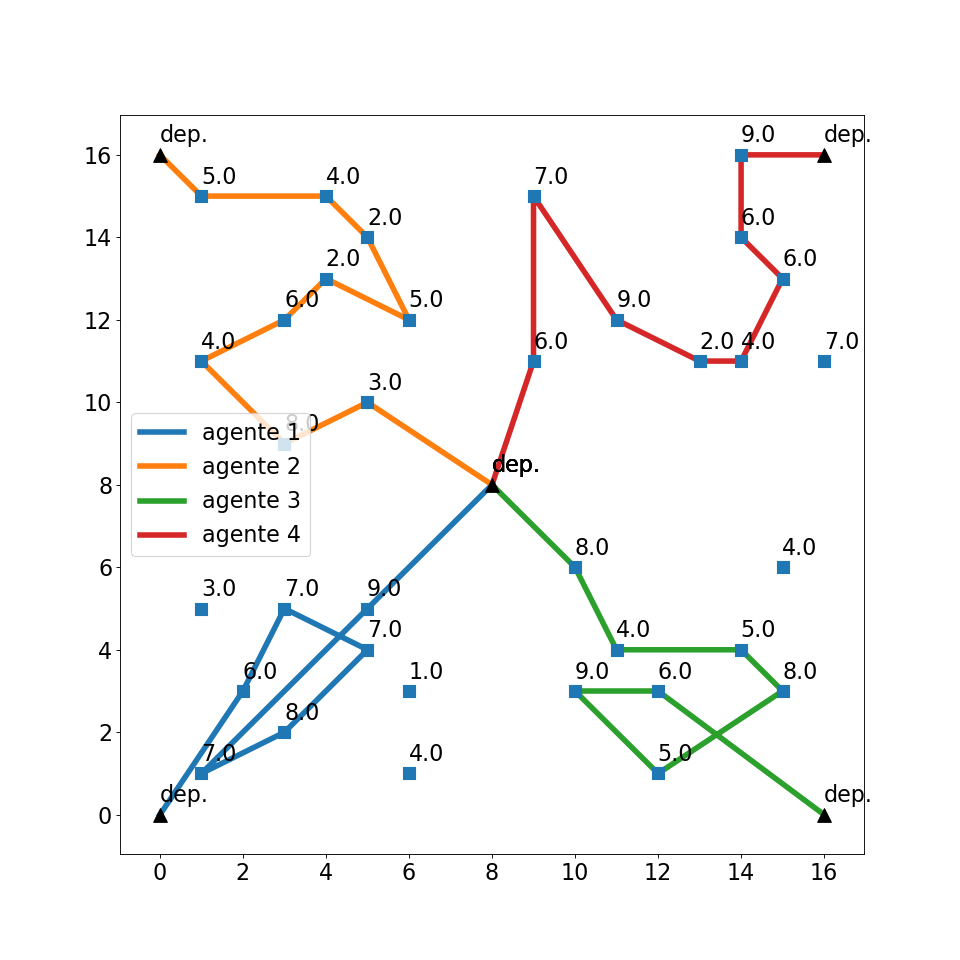 dep. 9.0 dep.
16
5.0 4.0 7.0
2.0 6.0
14
2.0 6.0
6.0 5.0 9.0
12
4.0 6.0 2.0 4.0 7.0
3.0
10
8.0
agente 1
agente 2
agente 3
agente 4
dep.
8
8.0 4.0
6
3.0 7.0 9.0
7.0 4.0 5.0
4
6.0 1.0 9.0 6.0 8.0
8.0
2
7.0 4.0 5.0
dep. dep.
0
0 2 4 6 8 10 12 14 16